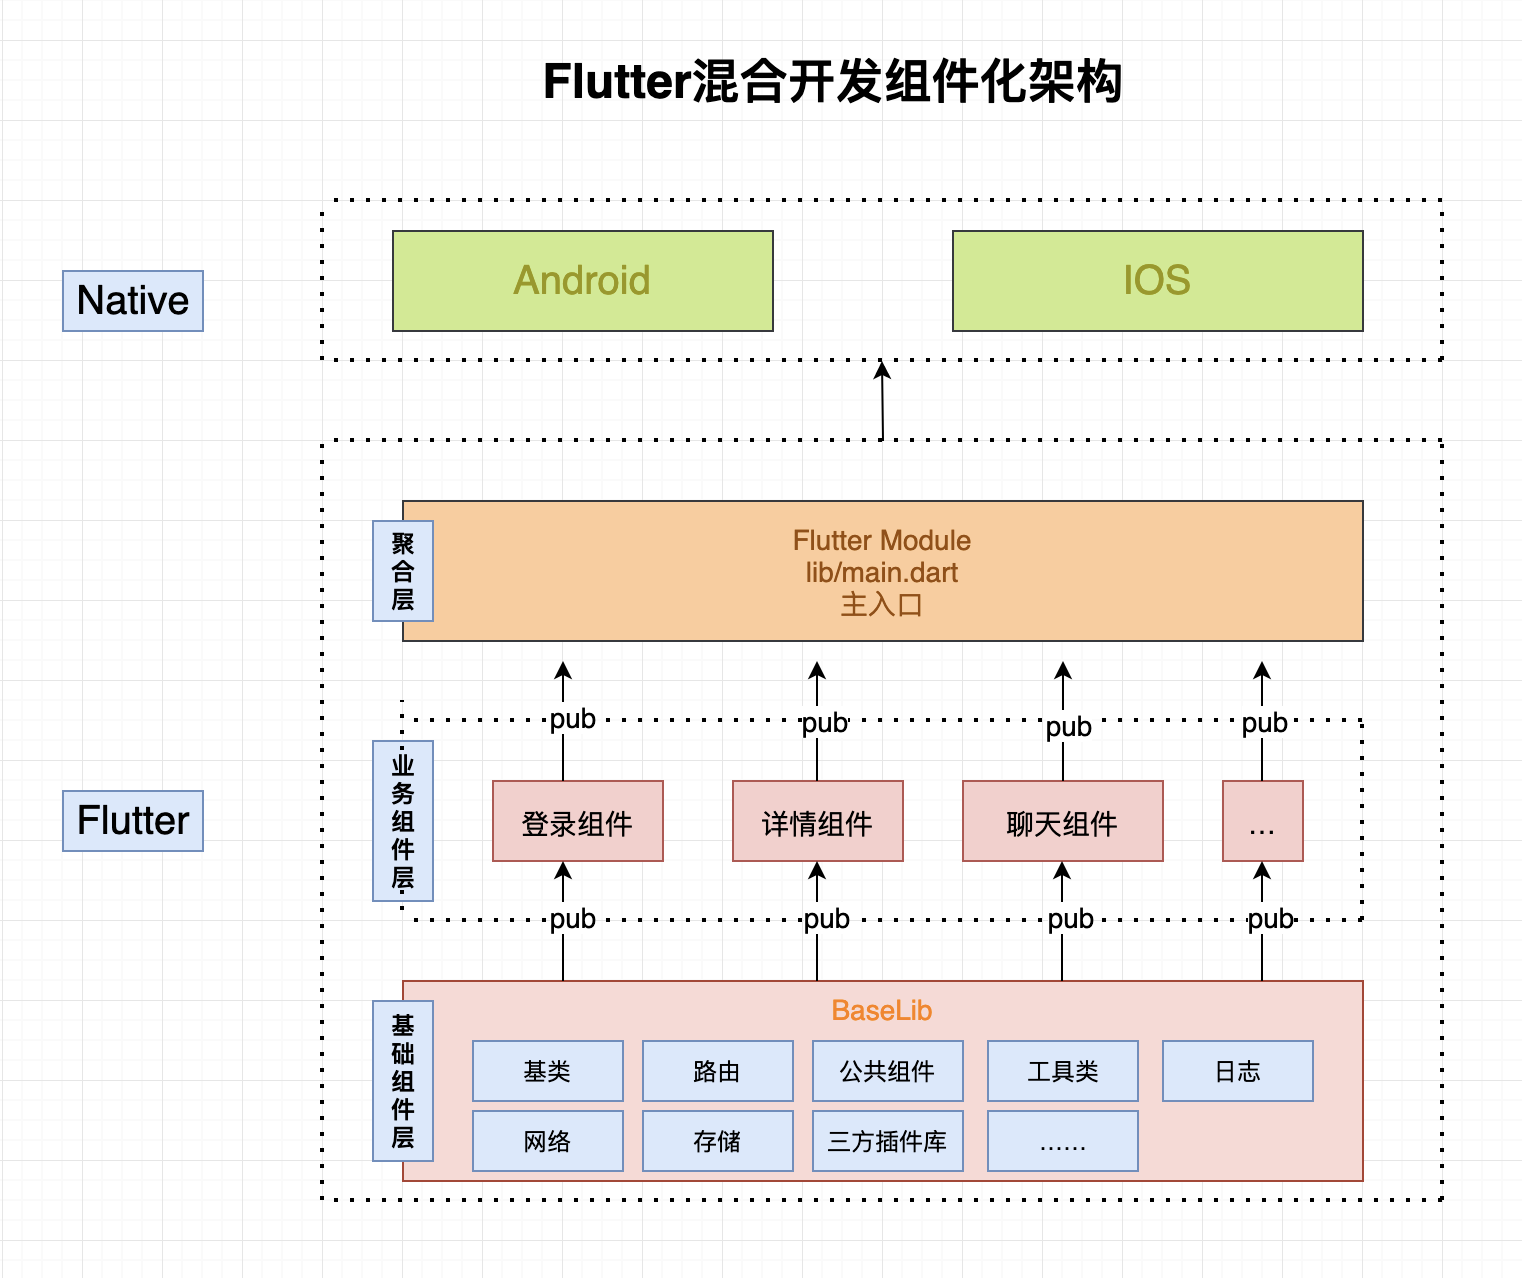 Flutter混合开发组件化架构
Native
Android
IOS
聚合层
Flutter Module
lib/main.dart
主入口
pub
pub
pub
pub
Flutter
业务组件层
登录组件
详情组件
聊天组件
...
pub
pub
pub
pub
基础组件层
BaseLib
基类
路由
公共组件
工具类
日志
网络
存储
三方插件库
......